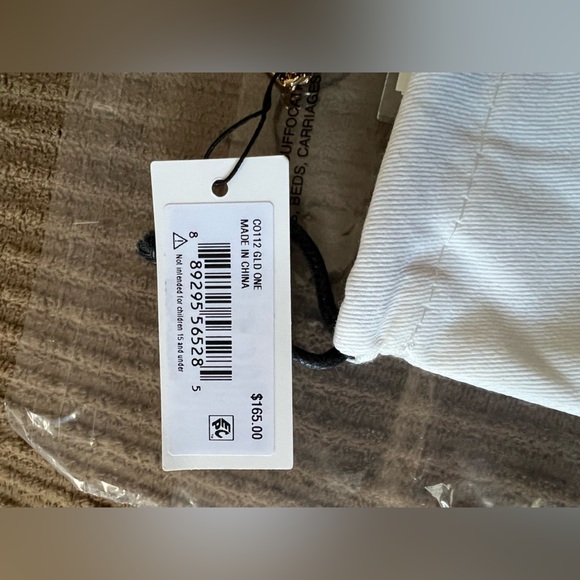 CO112 GLD ONE
MADE IN CHINA
8 89295 56528 5
Not intended for children 15 and under
$165.00
EPC
BEDS, CARRIAGES